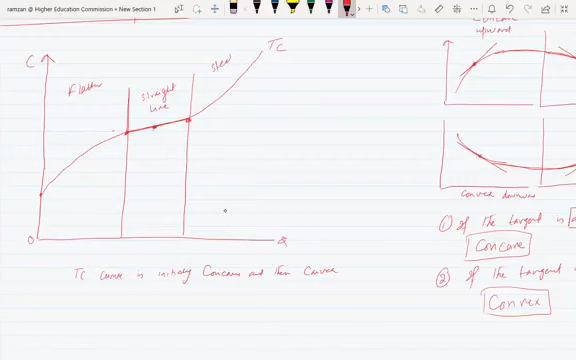 ramzan @ Higher Education Commission » New Section 1
Concave
upward
TC
C
Flatter
Straight
line
steep
convex downward
① If the tangent is
Concave
0
Q
TC curve is initially Concave and then Convex
② If the tangent
Convex